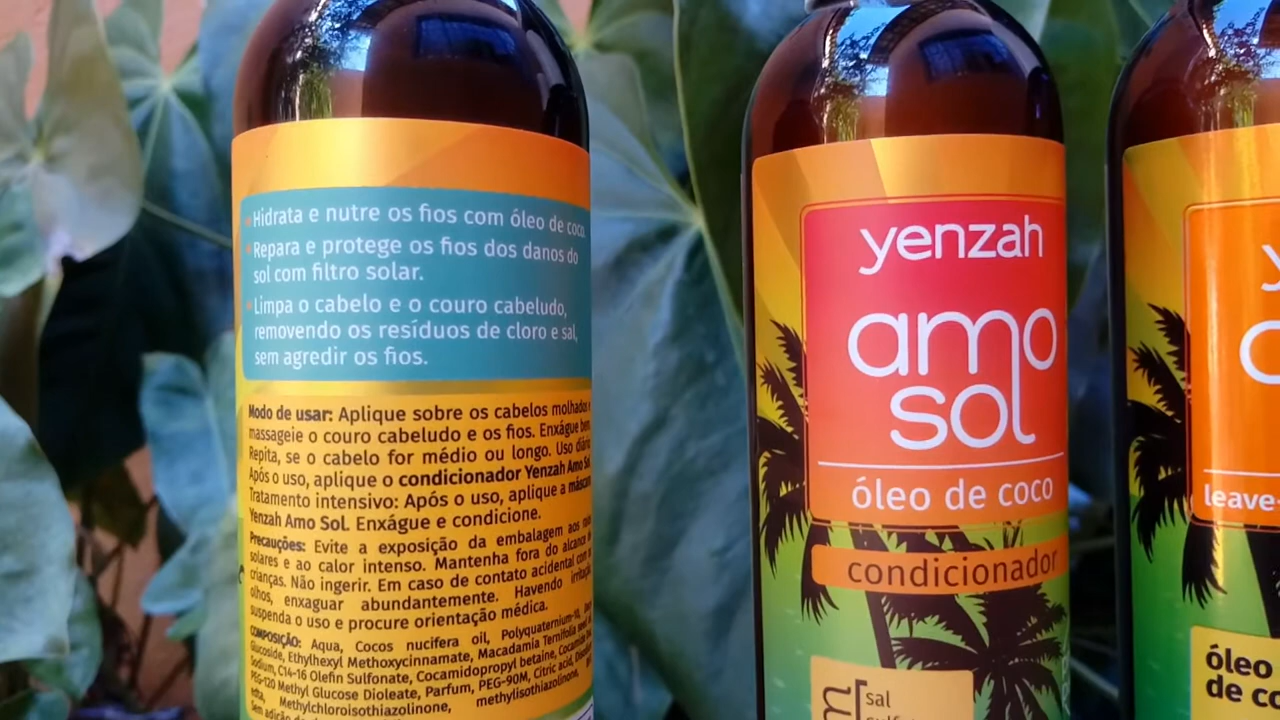 Hidrata e nutre os fios com óleo de coco.
Repara e protege os fios dos danos do
sol com filtro solar.
Limpa o cabelo e o couro cabeludo,
removendo os resíduos de cloro e sal,
sem agredir os fios.
Modo de usar: Aplique sobre os cabelos molhados e
massageie o couro cabeludo e os fios. Enxágue bem.
Repita, se o cabelo for médio ou longo. Uso diário.
Após o uso, aplique o condicionador Yenzah Amo Sol.
Tratamento intensivo: Após o uso, aplique a máscara
Yenzah Amo Sol. Enxágue e condicione.
Precauções: Evite a exposição da embalagem aos raios
solares e ao calor intenso. Mantenha fora do alcance de
crianças. Não ingerir. Em caso de contato acidental com os
olhos, enxaguar abundantemente. Havendo irritação,
suspenda o uso e procure orientação médica.
COMPOSIÇÃO: Aqua, Cocos nucifera oil, Polyquaternium-10,
Glucoside, Ethylhexyl Methoxycinnamate, Macadamia Ternifolia seed
Sodium, C14-16 Olefin Sulfonate, Cocamidopropyl betaine, Cocamide
PEG-120 Methyl Glucose Dioleate, Parfum, PEG-90M, Citric acid,
edta, Methylchloroisothiazolinone, methylisothiazolinone,
Sem adição
yenzah
amo
sol
óleo de coco
condicionador
sal
y
leave-
óleo
de co